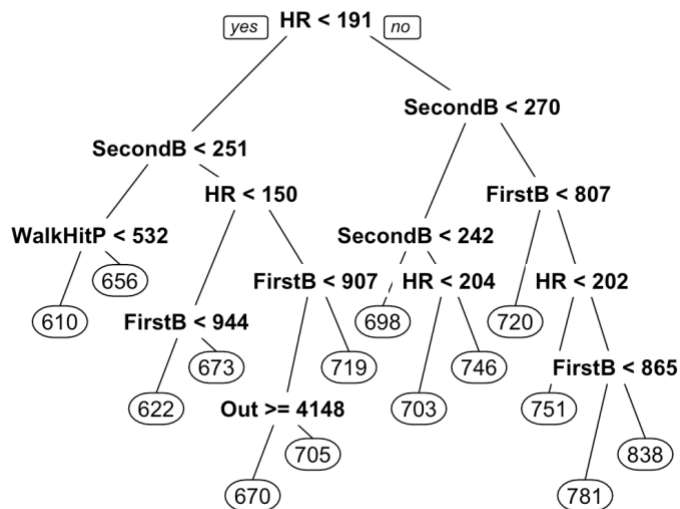 yes HR < 191 no
SecondB < 270
SecondB < 251
HR < 150 FirstB < 807
WalkHitP < 532 SecondB < 242
656 FirstB < 907 HR < 204 HR < 202
610 FirstB < 944 698 720
673 719 746 FirstB < 865
622 Out >= 4148 703 751
705 838
670 781